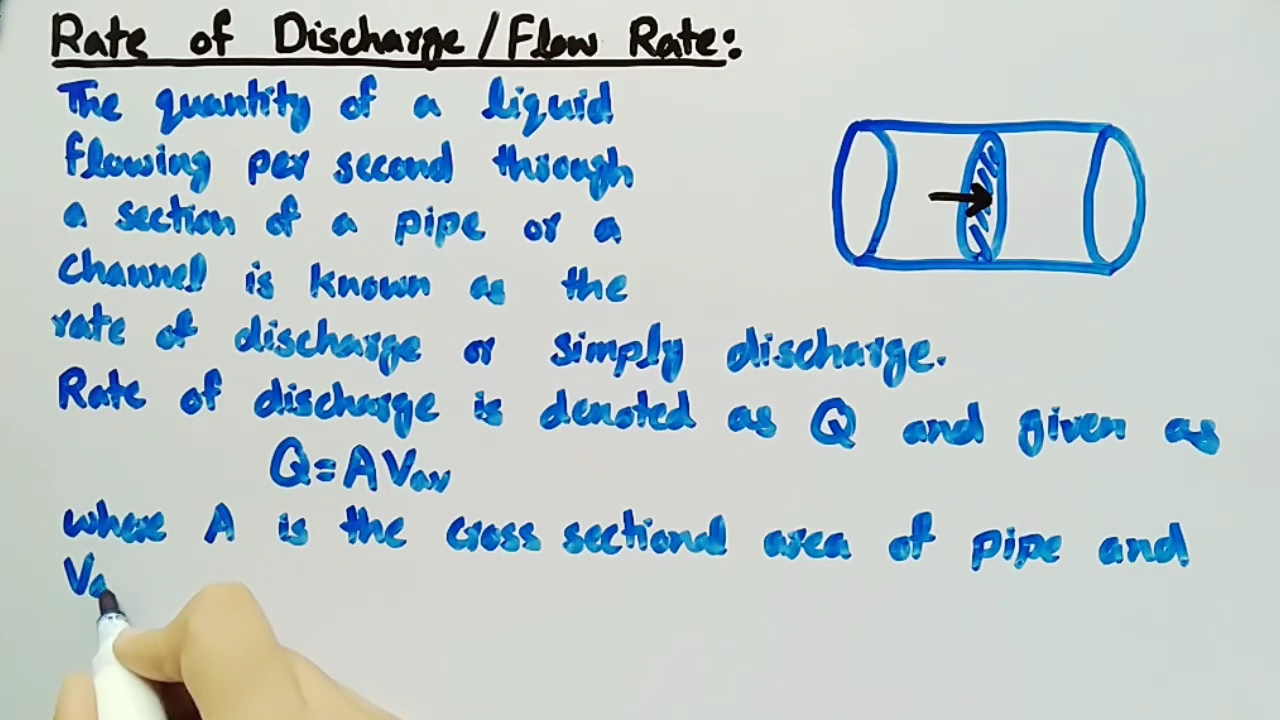 Rate of Discharge/Flow Rate:
The quantity of a liquid
flowing per second through
a section of a pipe or a
channel is known as the
rate of discharge or simply discharge.
Rate of discharge is denoted as Q and given as
Q=AVav
where A is the cross sectional area of pipe and
Va